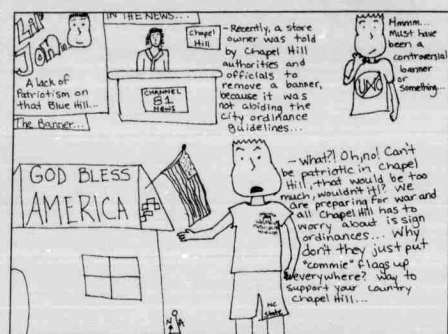 Lil' John in
A lack of
Patriotism on
that Blue Hill...
The Banner...
IN THE NEWS...
Chapel
Hill
CHANNEL
81
NEWS
-Recently, a store
owner was told
by Chapel Hill
authorities and
officials to
remove a banner,
because it was
not abiding the
city ordinance
guidelines...
Hmmm...
Must have
been a
controversial
banner
or
something...
UNC
GOD BLESS
AMERICA
- What?! Oh, no! Can't
be patriotic in chapel
Hill, that would be too
much, wouldn't it? We
are preparing for war and
all Chapel Hill has to
worry about is sign
ordinances... Why
don't they just put
"commie" flags up
everywhere? Way to
support your country
Chapel Hill...
NC
State